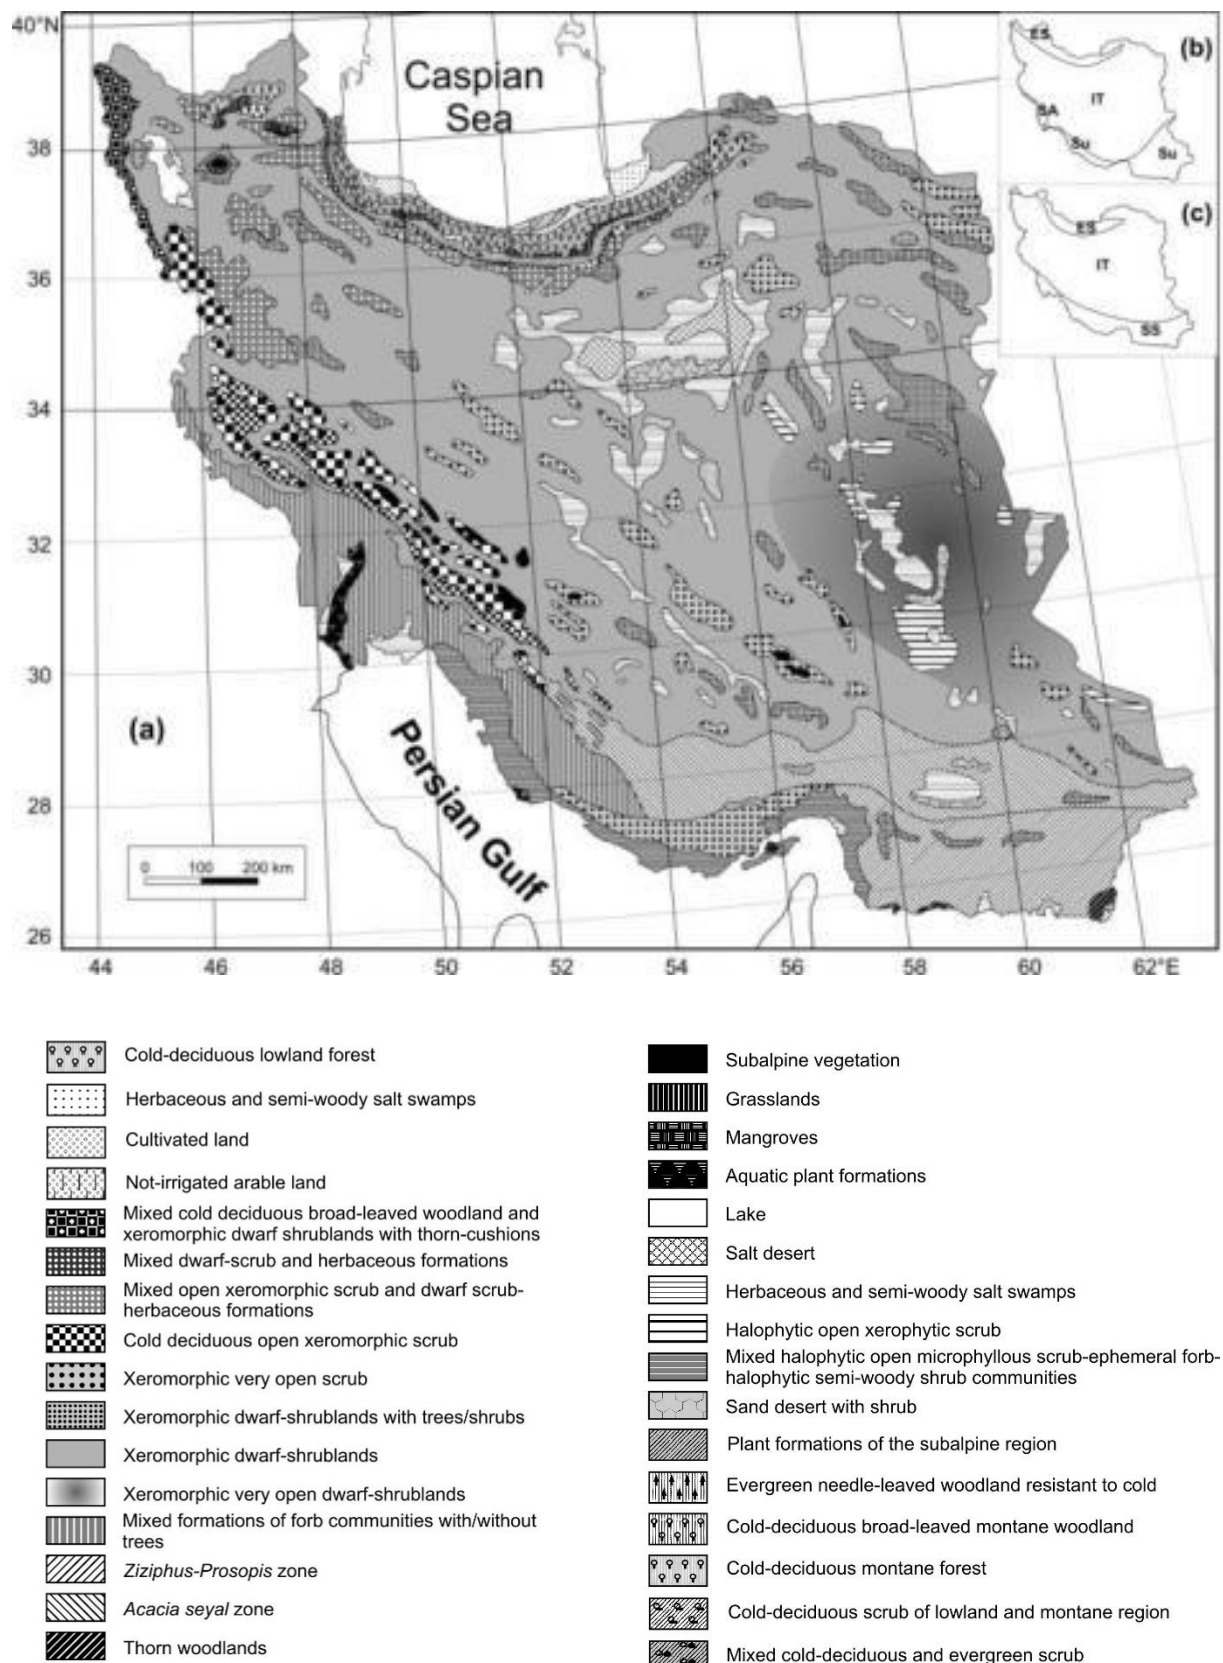 40°N
Caspian
Sea
ES
(b)
IT
SA
Su
Su
38
(c)
ES
IT
SS
36
34
32
30
(a)
Persian Gulf
28
0 100 200 km
26
44 46 48 50 52 54 56 58 60 62°E
Cold-deciduous lowland forest
Herbaceous and semi-woody salt swamps
Cultivated land
Not-irrigated arable land
Mixed cold deciduous broad-leaved woodland and
xeromorphic dwarf shrublands with thorn-cushions
Mixed dwarf-scrub and herbaceous formations
Mixed open xeromorphic scrub and dwarf scrub-
herbaceous formations
Cold deciduous open xeromorphic scrub
Xeromorphic very open scrub
Xeromorphic dwarf-shrublands with trees/shrubs
Xeromorphic dwarf-shrublands
Xeromorphic very open dwarf-shrublands
Mixed formations of forb communities with/without
trees
Ziziphus-Prosopis zone
Acacia seyal zone
Thorn woodlands
Subalpine vegetation
Grasslands
Mangroves
Aquatic plant formations
Lake
Salt desert
Herbaceous and semi-woody salt swamps
Halophytic open xerophytic scrub
Mixed halophytic open microphyllous scrub-ephemeral forb-
halophytic semi-woody shrub communities
Sand desert with shrub
Plant formations of the subalpine region
Evergreen needle-leaved woodland resistant to cold
Cold-deciduous broad-leaved montane woodland
Cold-deciduous montane forest
Cold-deciduous scrub of lowland and montane region
Mixed cold-deciduous and evergreen scrub